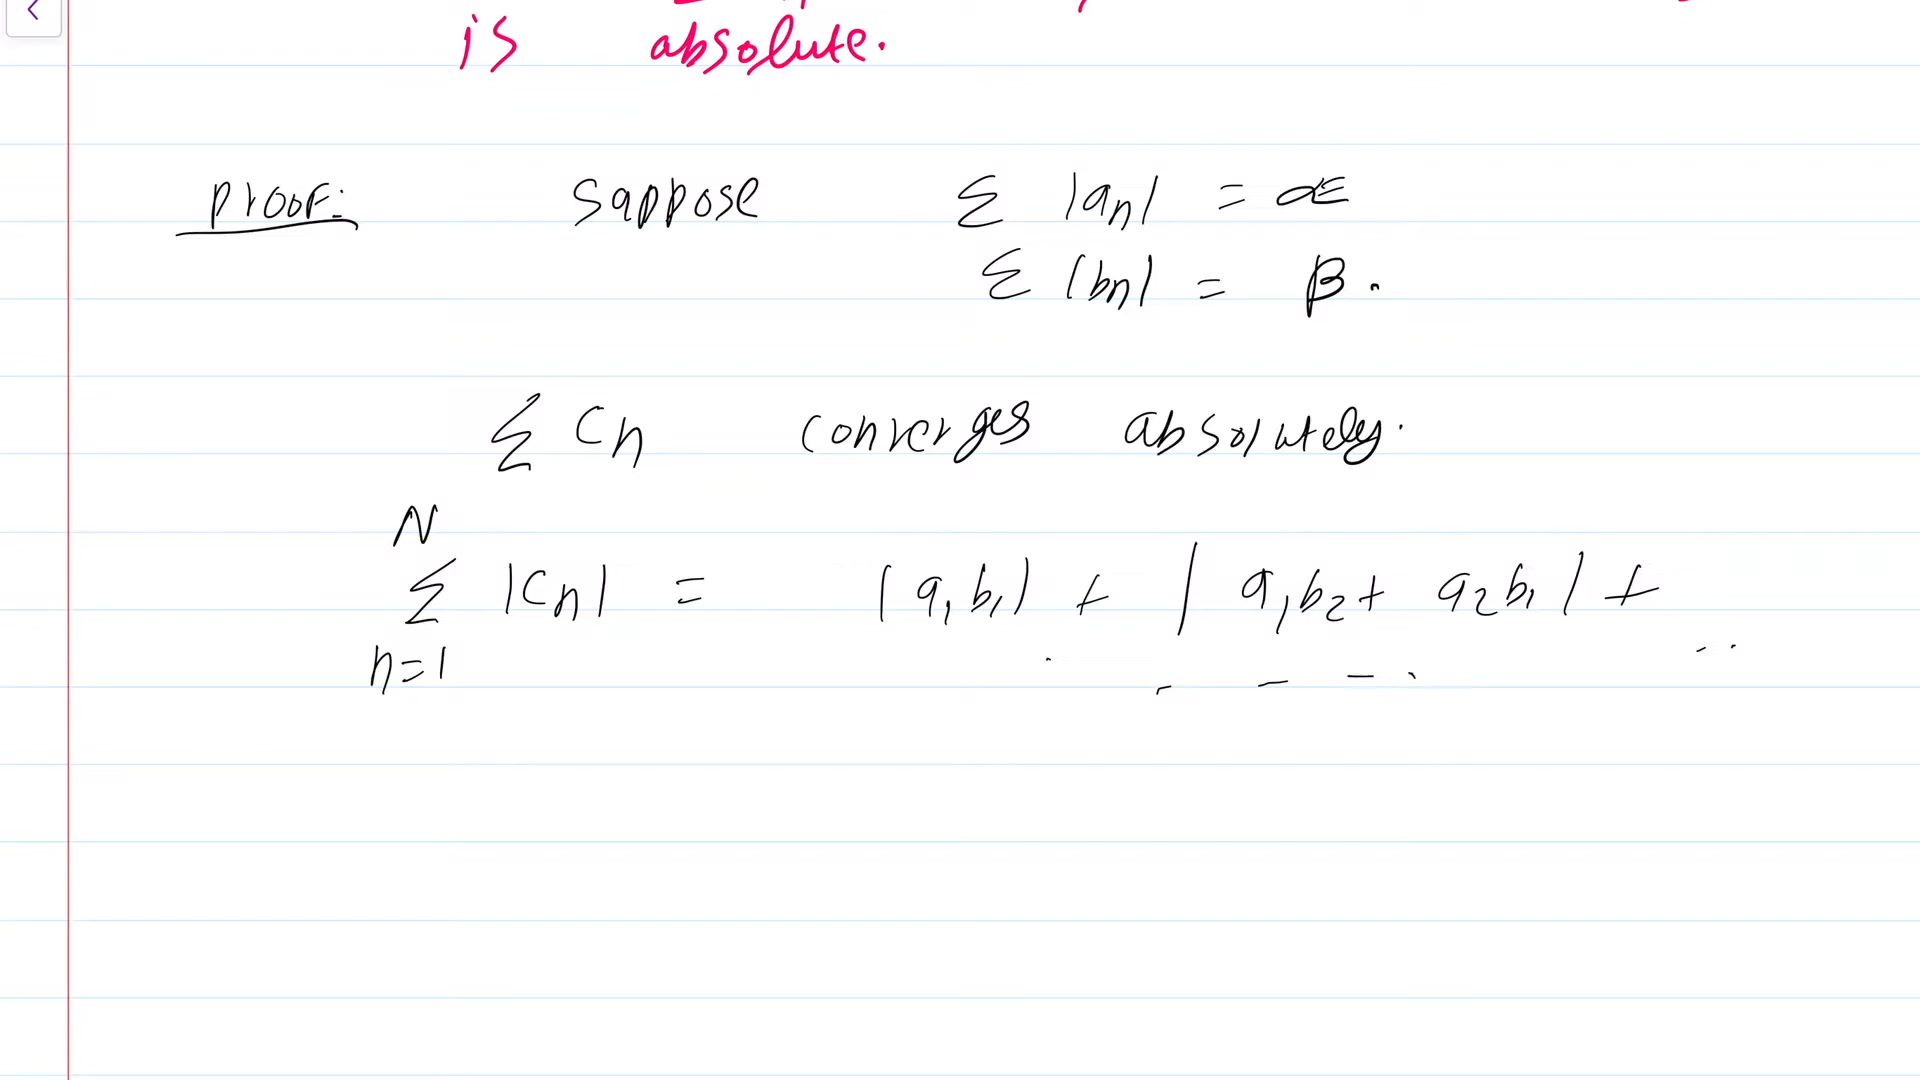 is absolute.
Proof: Suppose Σ |an| = α
Σ |bn| = β.
Σ Cn converges absolutely.
N
Σ |Cn| = |a1b1| + | a1b2 + a2b1 | +
n=1